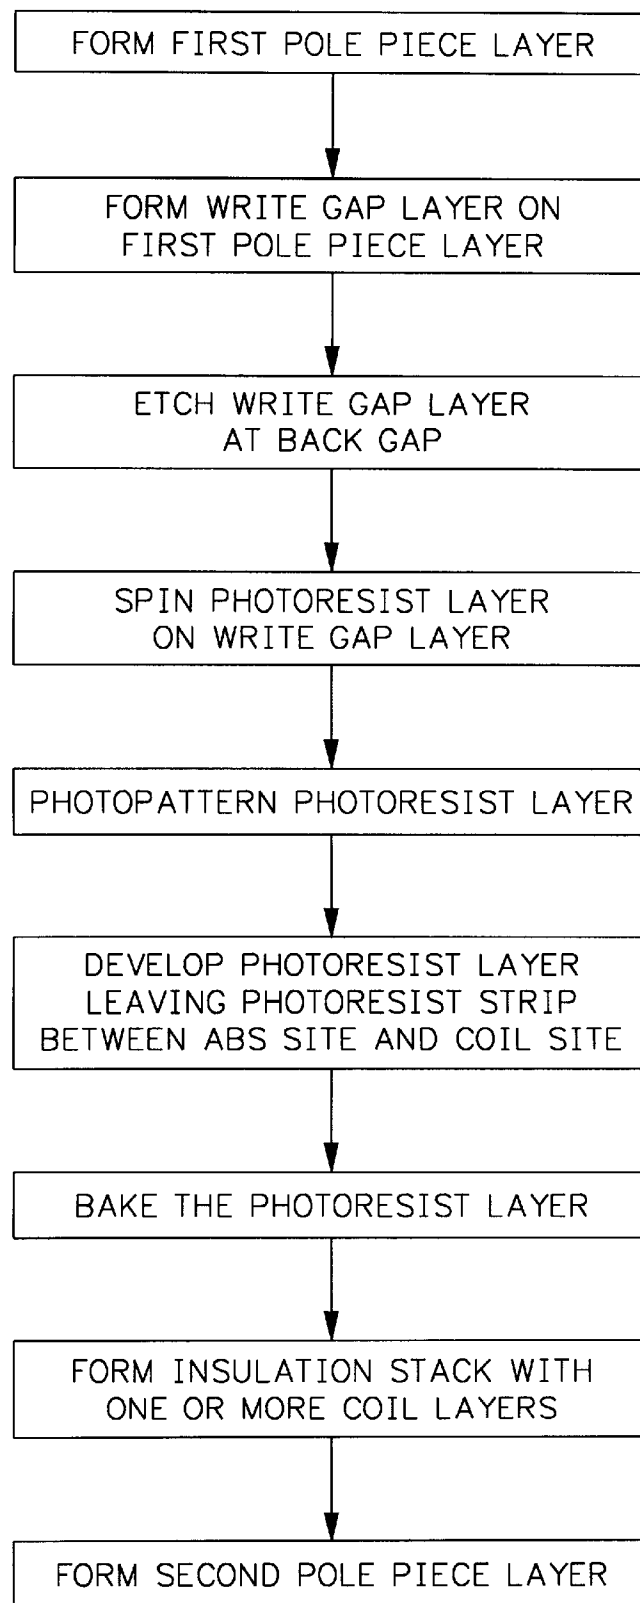 FORM FIRST POLE PIECE LAYER
FORM WRITE GAP LAYER ON
FIRST POLE PIECE LAYER
ETCH WRITE GAP LAYER
AT BACK GAP
SPIN PHOTORESIST LAYER
ON WRITE GAP LAYER
PHOTOPATTERN PHOTORESIST LAYER
DEVELOP PHOTORESIST LAYER
LEAVING PHOTORESIST STRIP
BETWEEN ABS SITE AND COIL SITE
BAKE THE PHOTORESIST LAYER
FORM INSULATION STACK WITH
ONE OR MORE COIL LAYERS
FORM SECOND POLE PIECE LAYER